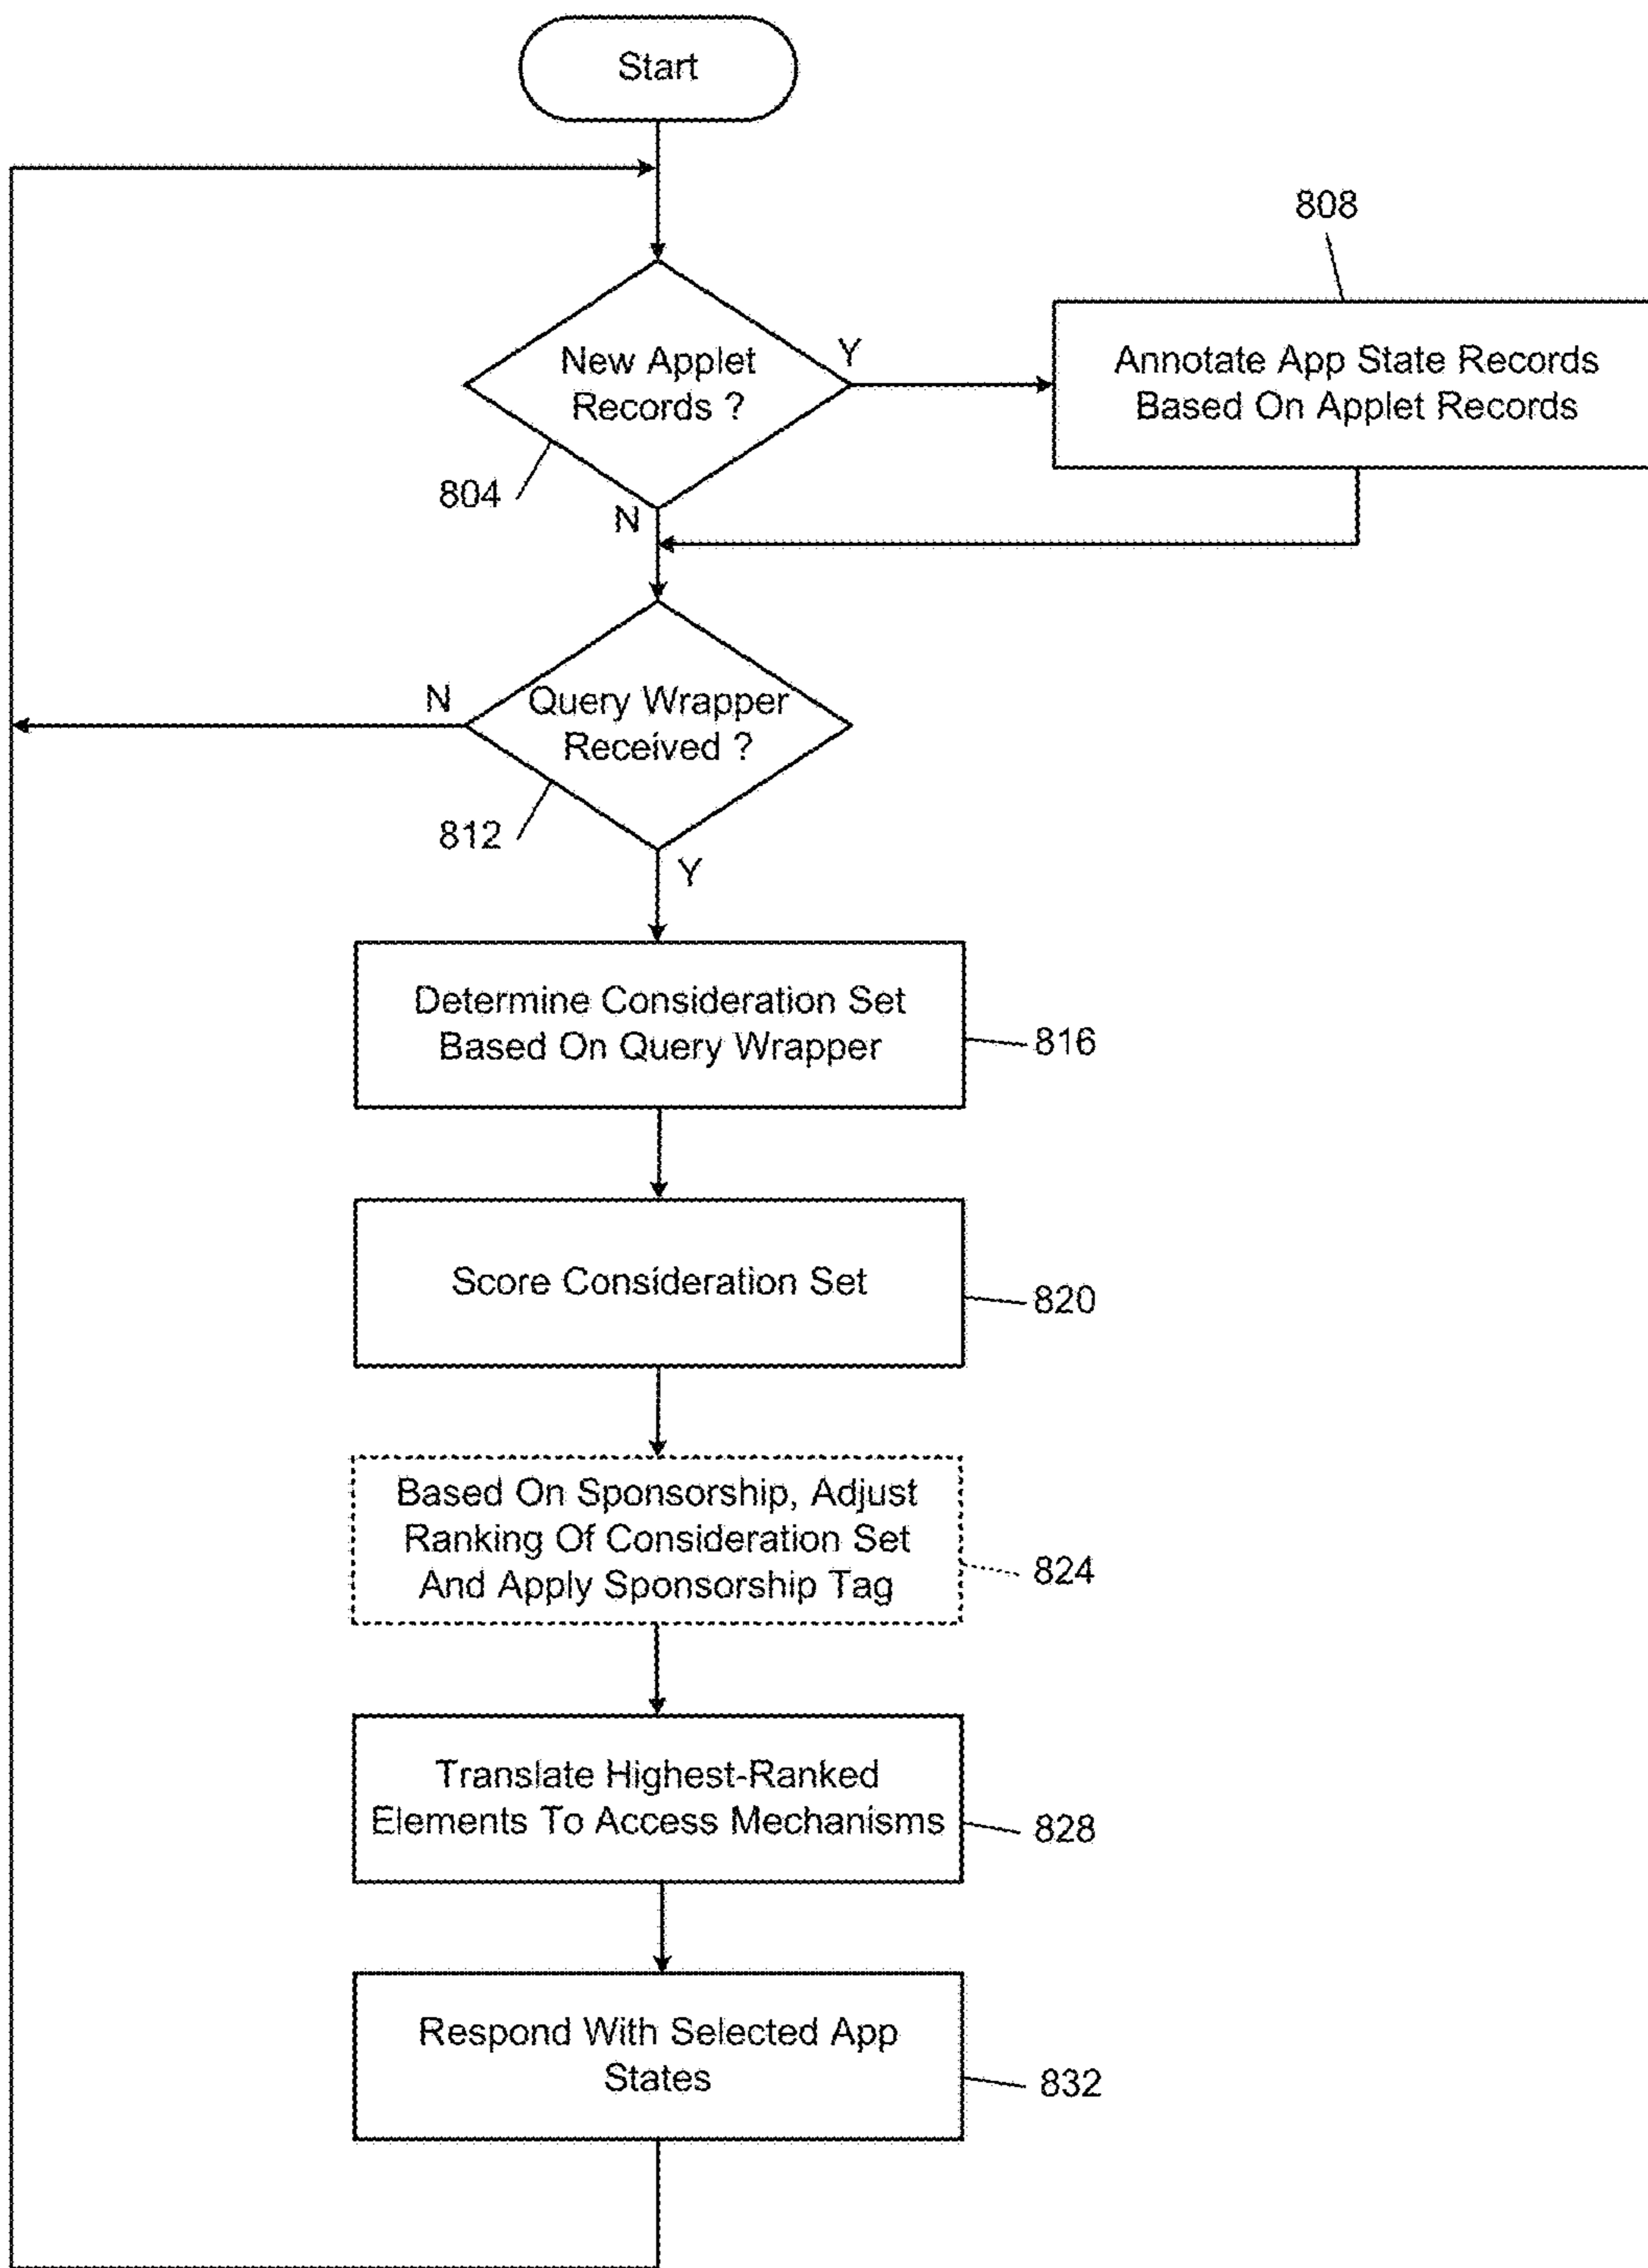 Start
808
New Applet
Records ?
Y
Annotate App State Records
Based On Applet Records
804
N
Query Wrapper
Received ?
N
812
Y
Determine Consideration Set
Based On Query Wrapper
816
Score Consideration Set
820
Based On Sponsorship, Adjust
Ranking Of Consideration Set
And Apply Sponsorship Tag
824
Translate Highest-Ranked
Elements To Access Mechanisms
828
Respond With Selected App
States
832